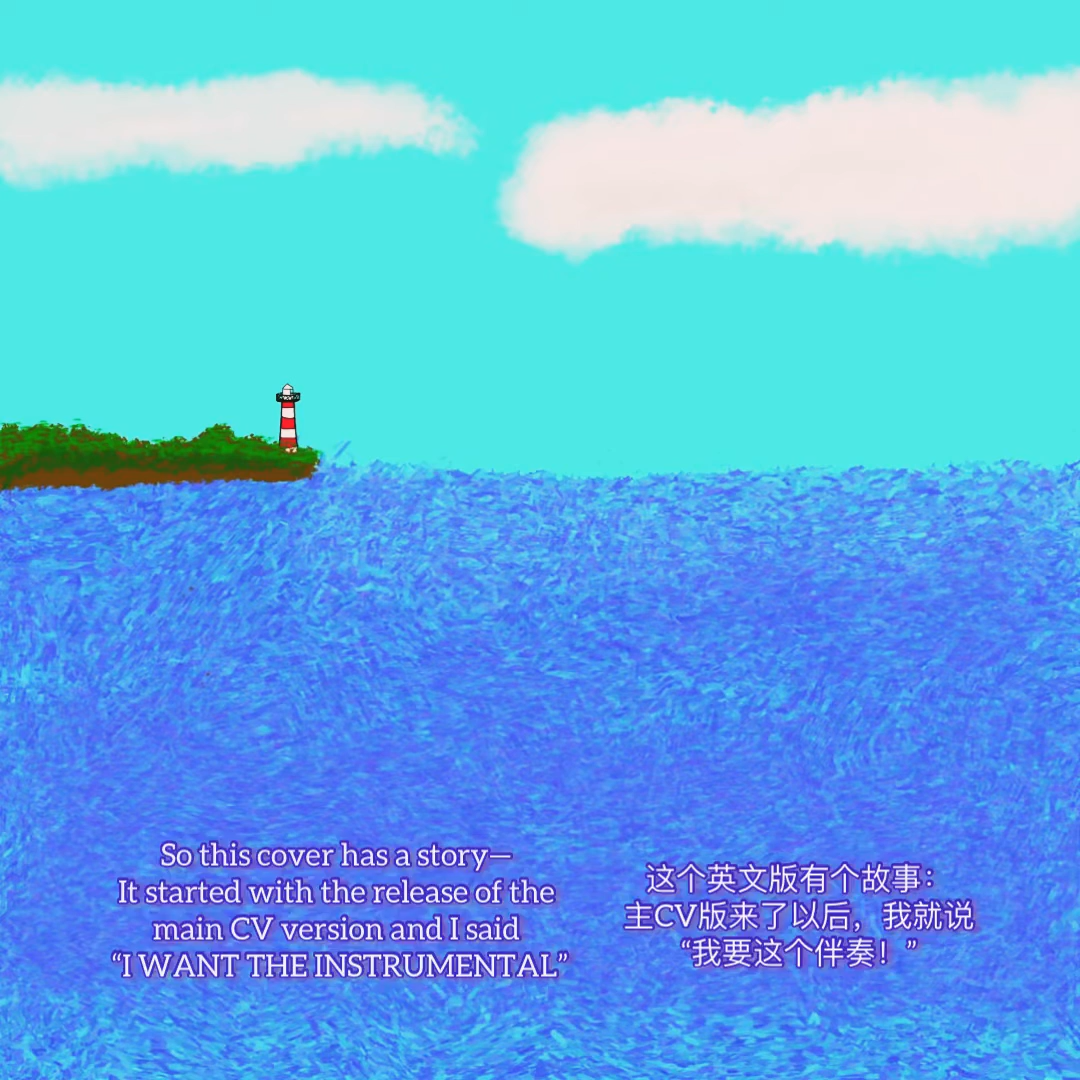 So this cover has a story—
It started with the release of the
main CV version and I said
“I WANT THE INSTRUMENTAL”
这个英文版有个故事：
主CV版来了以后，我就说
“我要这个伴奏！”